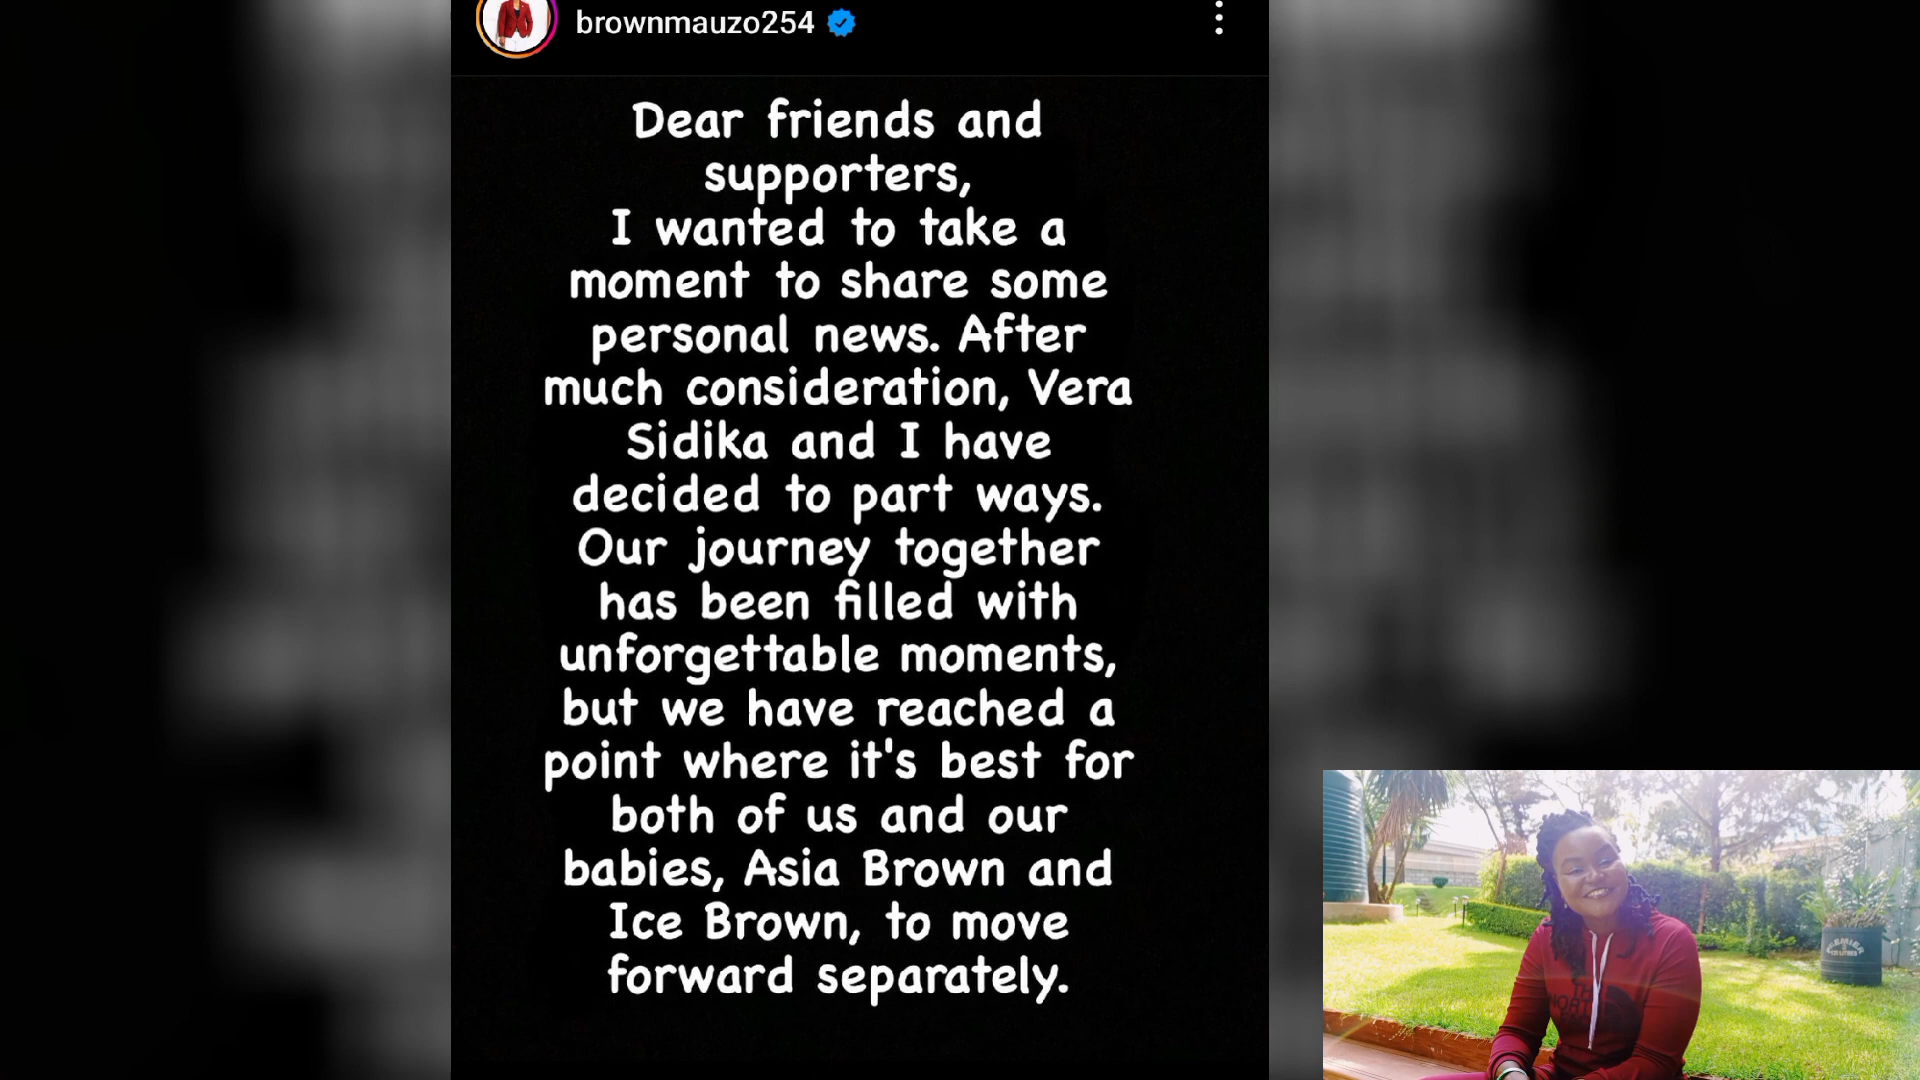 brownmauzo254
Dear friends and
supporters,
I wanted to take a
moment to share some
personal news. After
much consideration, Vera
Sidika and I have
decided to part ways.
Our journey together
has been filled with
unforgettable moments,
but we have reached a
point where it's best for
both of us and our
babies, Asia Brown and
Ice Brown, to move
forward separately.
THE
NORTH